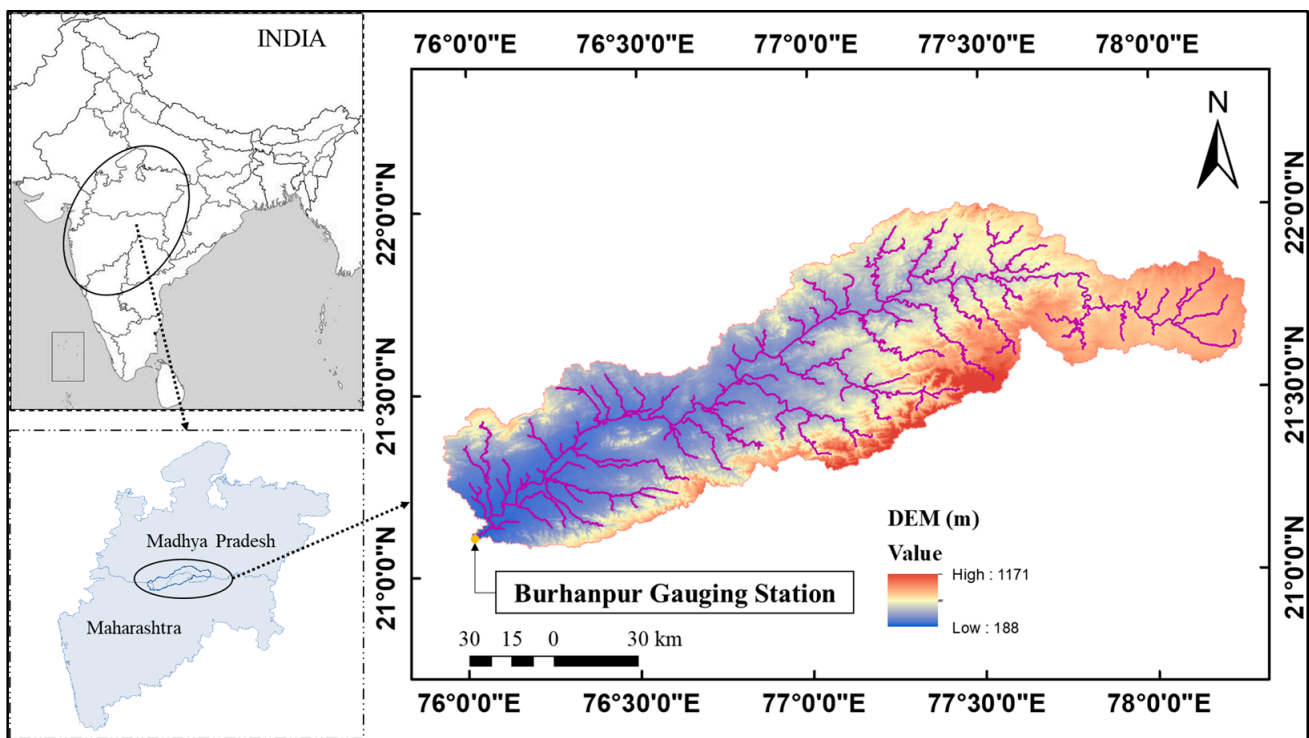 INDIA
Madhya Pradesh
Maharashtra
76°0'0"E 76°30'0"E 77°0'0"E 77°30'0"E 78°0'0"E
N
22°0'0"N
22°0'0"N
21°30'0"N
21°30'0"N
21°0'0"N
21°0'0"N
DEM (m)
Value
High : 1171
Low : 188
Burhanpur Gauging Station
30 15 0 30 km
76°0'0"E 76°30'0"E 77°0'0"E 77°30'0"E 78°0'0"E